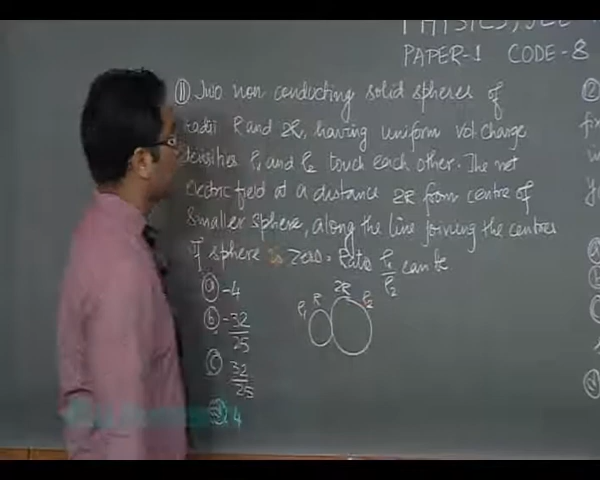 PHYSICS, JEE
PAPER-1 CODE-8
⑪ Two non conducting solid spheres of
radii R and 2R, having uniform vol charge
densities ρ₁ and ρ₂ touch each other. The net
electric field at a distance 2R from centre of
smaller sphere, along the line joining the centres
of sphere is zero. Ratio ρ₁/ρ₂ can be
ⓐ -4
ⓑ -32/25
ⓒ 32/25
ⓓ 4
ρ₁ R 2R ρ₂
②